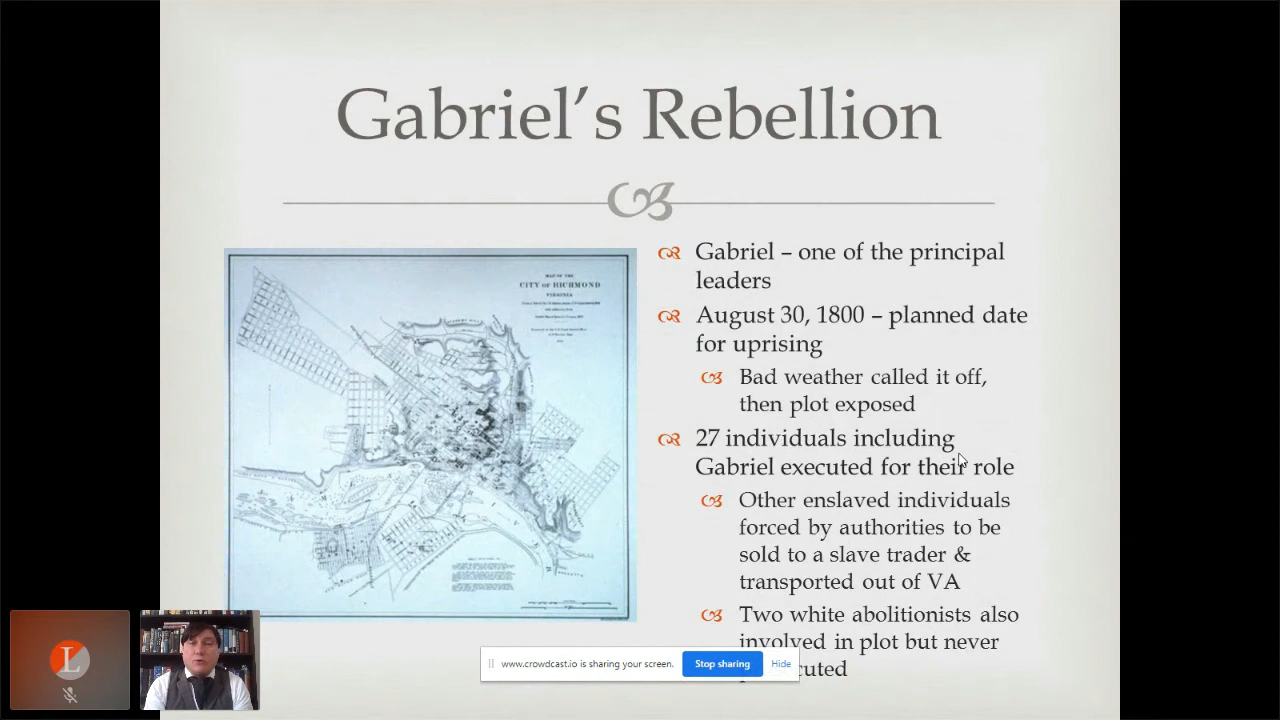 Gabriel's Rebellion
Gabriel – one of the principal
leaders
August 30, 1800 – planned date
for uprising
Bad weather called it off,
then plot exposed
27 individuals including
Gabriel executed for their role
Other enslaved individuals
forced by authorities to be
sold to a slave trader &
transported out of VA
Two white abolitionists also
involved in plot but never
MAP OF THE
CITY OF RICHMOND
VIRGINIA
L
www.crowdcast.io is sharing your screen.
Stop sharing
Hide